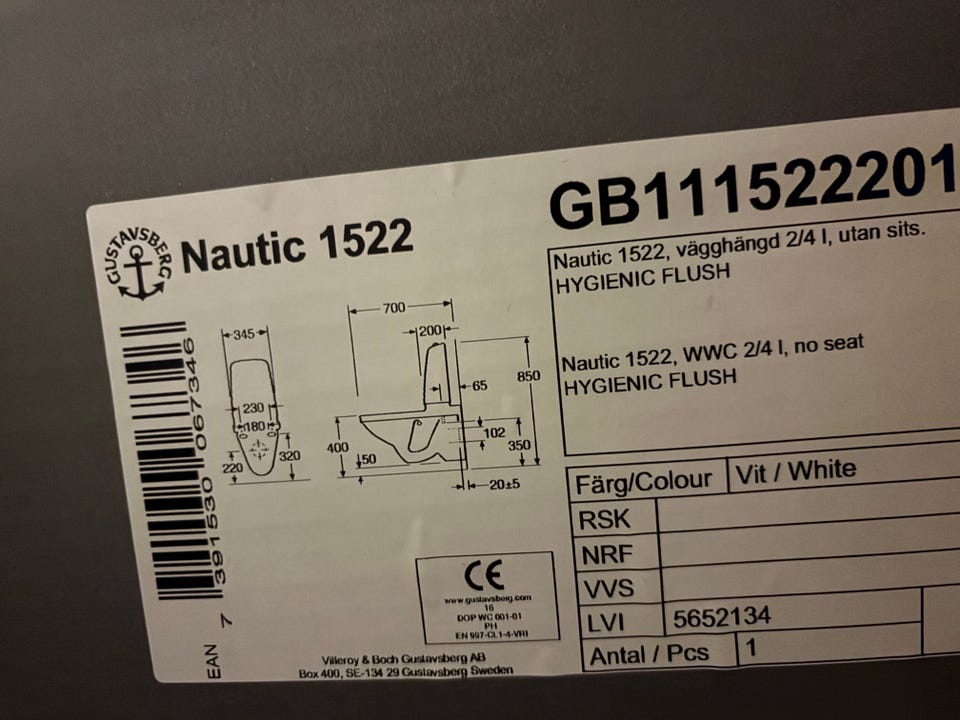 GUSTAVSBERG
Nautic 1522
GB111522201
Nautic 1522, vägghängd 2/4 l, utan sits.
HYGIENIC FLUSH
Nautic 1522, WWC 2/4 l, no seat
HYGIENIC FLUSH
345
230
180
220
320
700
200
65
850
102
400
350
50
20±5
EAN 7 391530 067346
CE
www.gustavsberg.com
16
DOP WC 001-01
PH
EN 997-CL1-4-VRI
Villeroy & Boch Gustavsberg AB
Box 400, SE-134 29 Gustavsberg Sweden
Färg/Colour Vit / White
RSK
NRF
VVS
LVI 5652134
Antal / Pcs 1